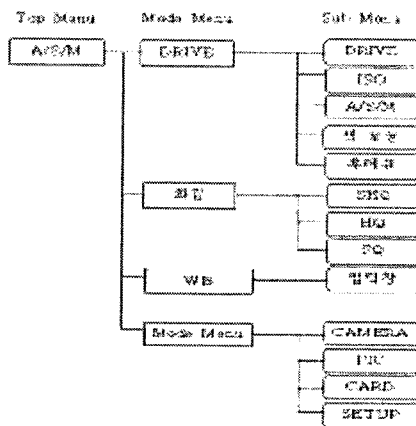 Top Menu
Mode Menu
Sub Menu
A/S/M
DRIVE
DRIVE
ISO
A/S/M
화질
SHQ
HQ
SQ
WB
Mode Menu
CAMERA
PIC
CARD
SETUP